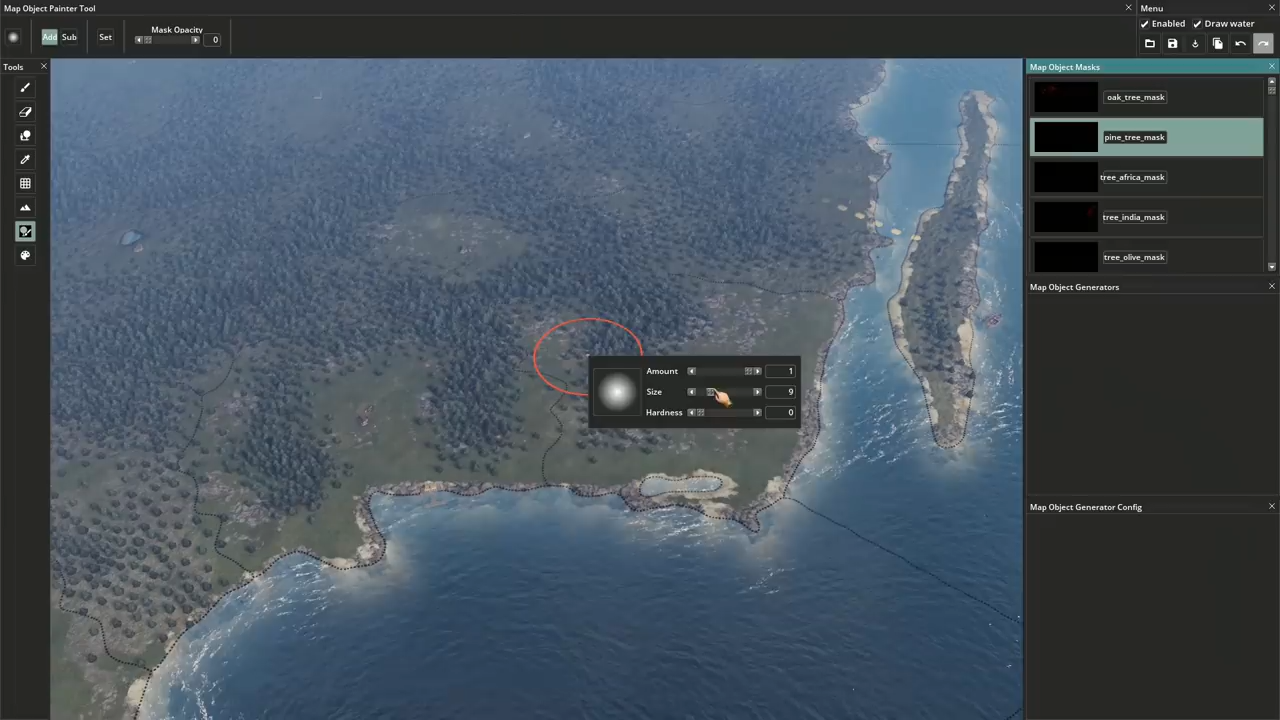 Map Object Painter Tool
Menu
Enabled
Draw water
Add
Sub
Set
Mask Opacity
0
Tools
Map Object Masks
oak_tree_mask
pine_tree_mask
tree_africa_mask
tree_india_mask
tree_olive_mask
Amount
1
Size
9
Hardness
0
Map Object Generators
Map Object Generator Config